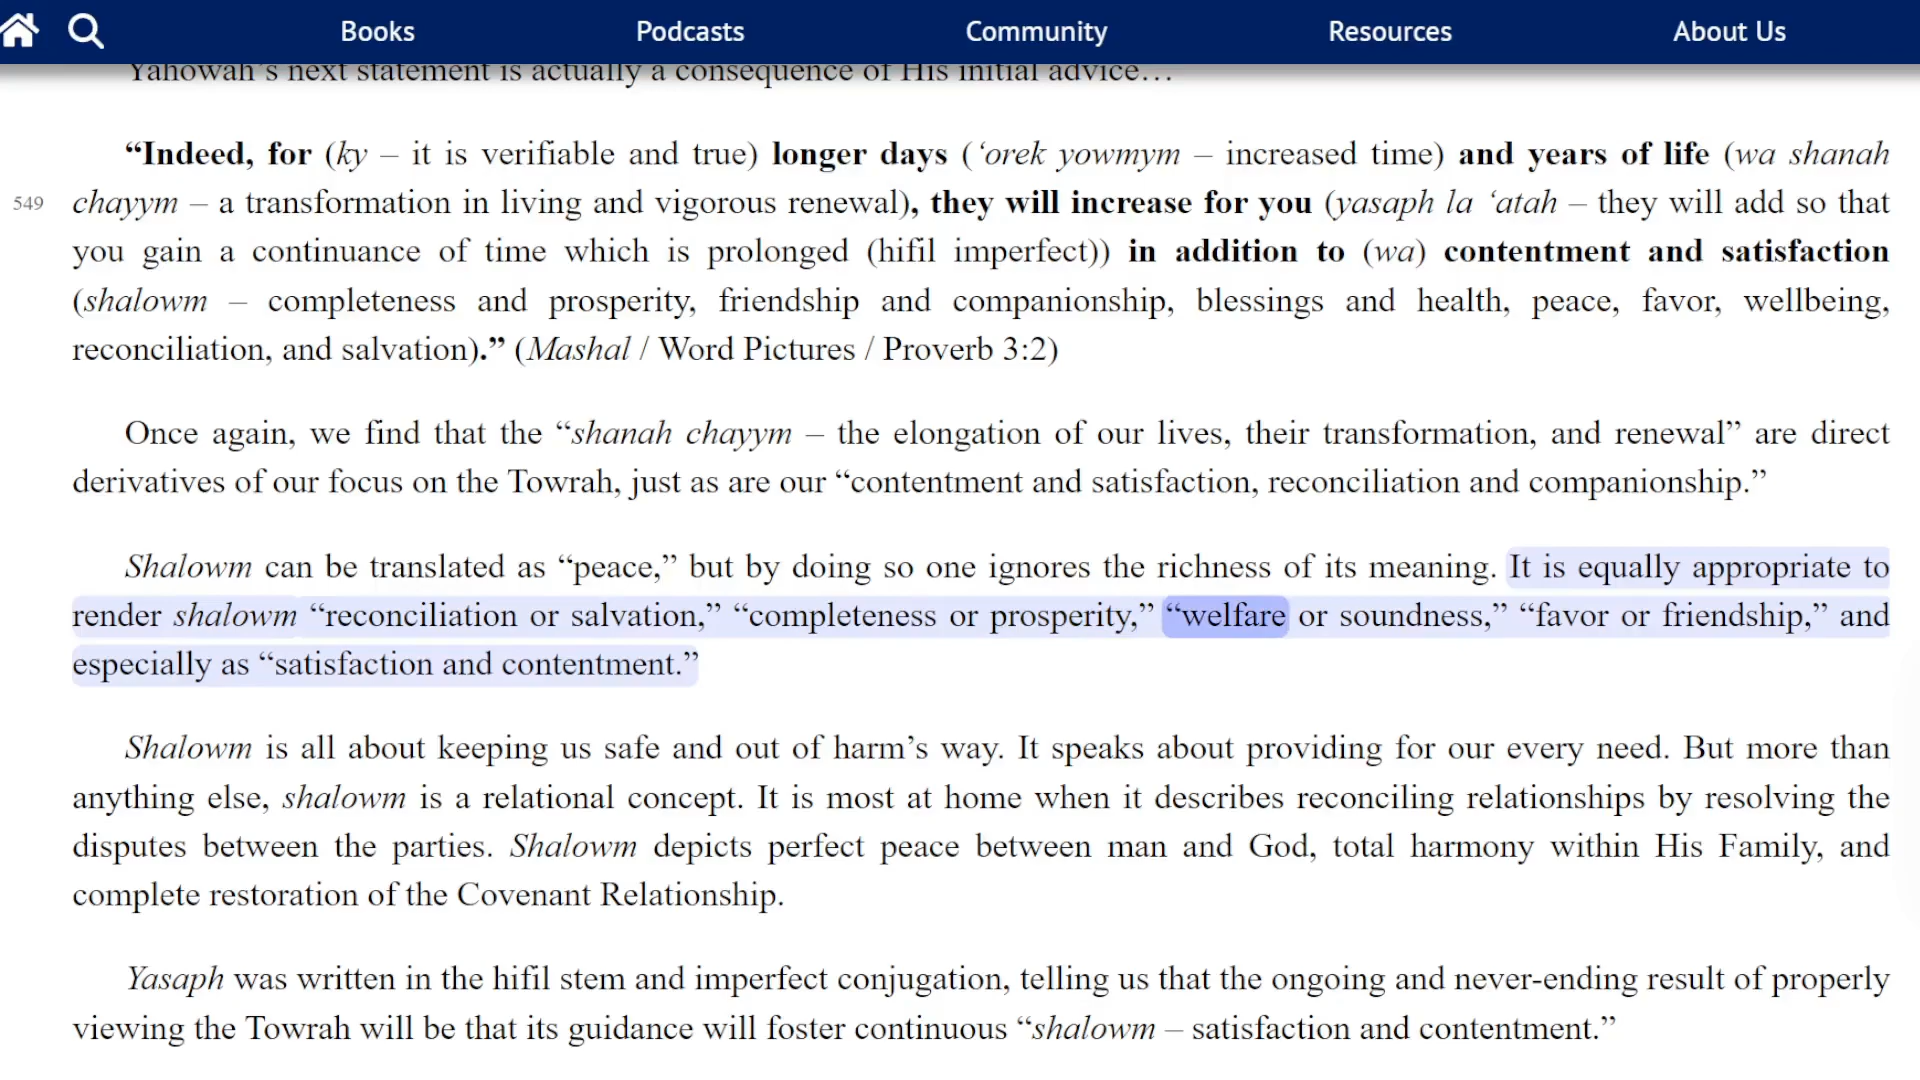 Books Podcasts Community Resources About Us
Yahowah’s next statement is actually a consequence of His initial advice…
“Indeed, for (ky – it is verifiable and true) longer days (‘orek yowmym – increased time) and years of life (wa shanah
549 chayym – a transformation in living and vigorous renewal), they will increase for you (yasaph la ‘atah – they will add so that
you gain a continuance of time which is prolonged (hifil imperfect)) in addition to (wa) contentment and satisfaction
(shalowm – completeness and prosperity, friendship and companionship, blessings and health, peace, favor, wellbeing,
reconciliation, and salvation).” (Mashal / Word Pictures / Proverb 3:2)
Once again, we find that the “shanah chayym – the elongation of our lives, their transformation, and renewal” are direct
derivatives of our focus on the Towrah, just as are our “contentment and satisfaction, reconciliation and companionship.”
Shalowm can be translated as “peace,” but by doing so one ignores the richness of its meaning. It is equally appropriate to
render shalowm “reconciliation or salvation,” “completeness or prosperity,” “welfare or soundness,” “favor or friendship,” and
especially as “satisfaction and contentment.”
Shalowm is all about keeping us safe and out of harm’s way. It speaks about providing for our every need. But more than
anything else, shalowm is a relational concept. It is most at home when it describes reconciling relationships by resolving the
disputes between the parties. Shalowm depicts perfect peace between man and God, total harmony within His Family, and
complete restoration of the Covenant Relationship.
Yasaph was written in the hifil stem and imperfect conjugation, telling us that the ongoing and never-ending result of properly
viewing the Towrah will be that its guidance will foster continuous “shalowm – satisfaction and contentment.”